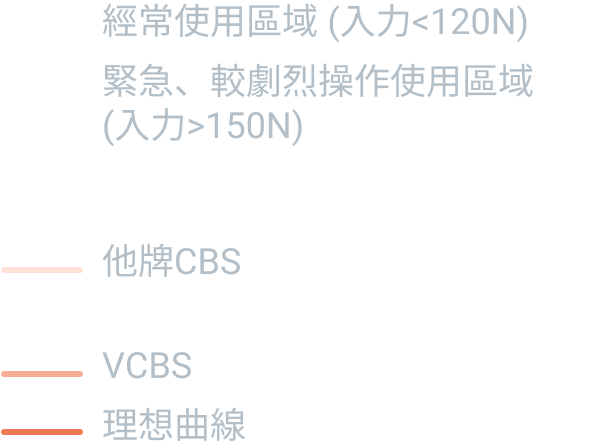 經常使用區域 (入力<120N)
緊急、較劇烈操作使用區域
(入力>150N)
他牌CBS
VCBS
理想曲線